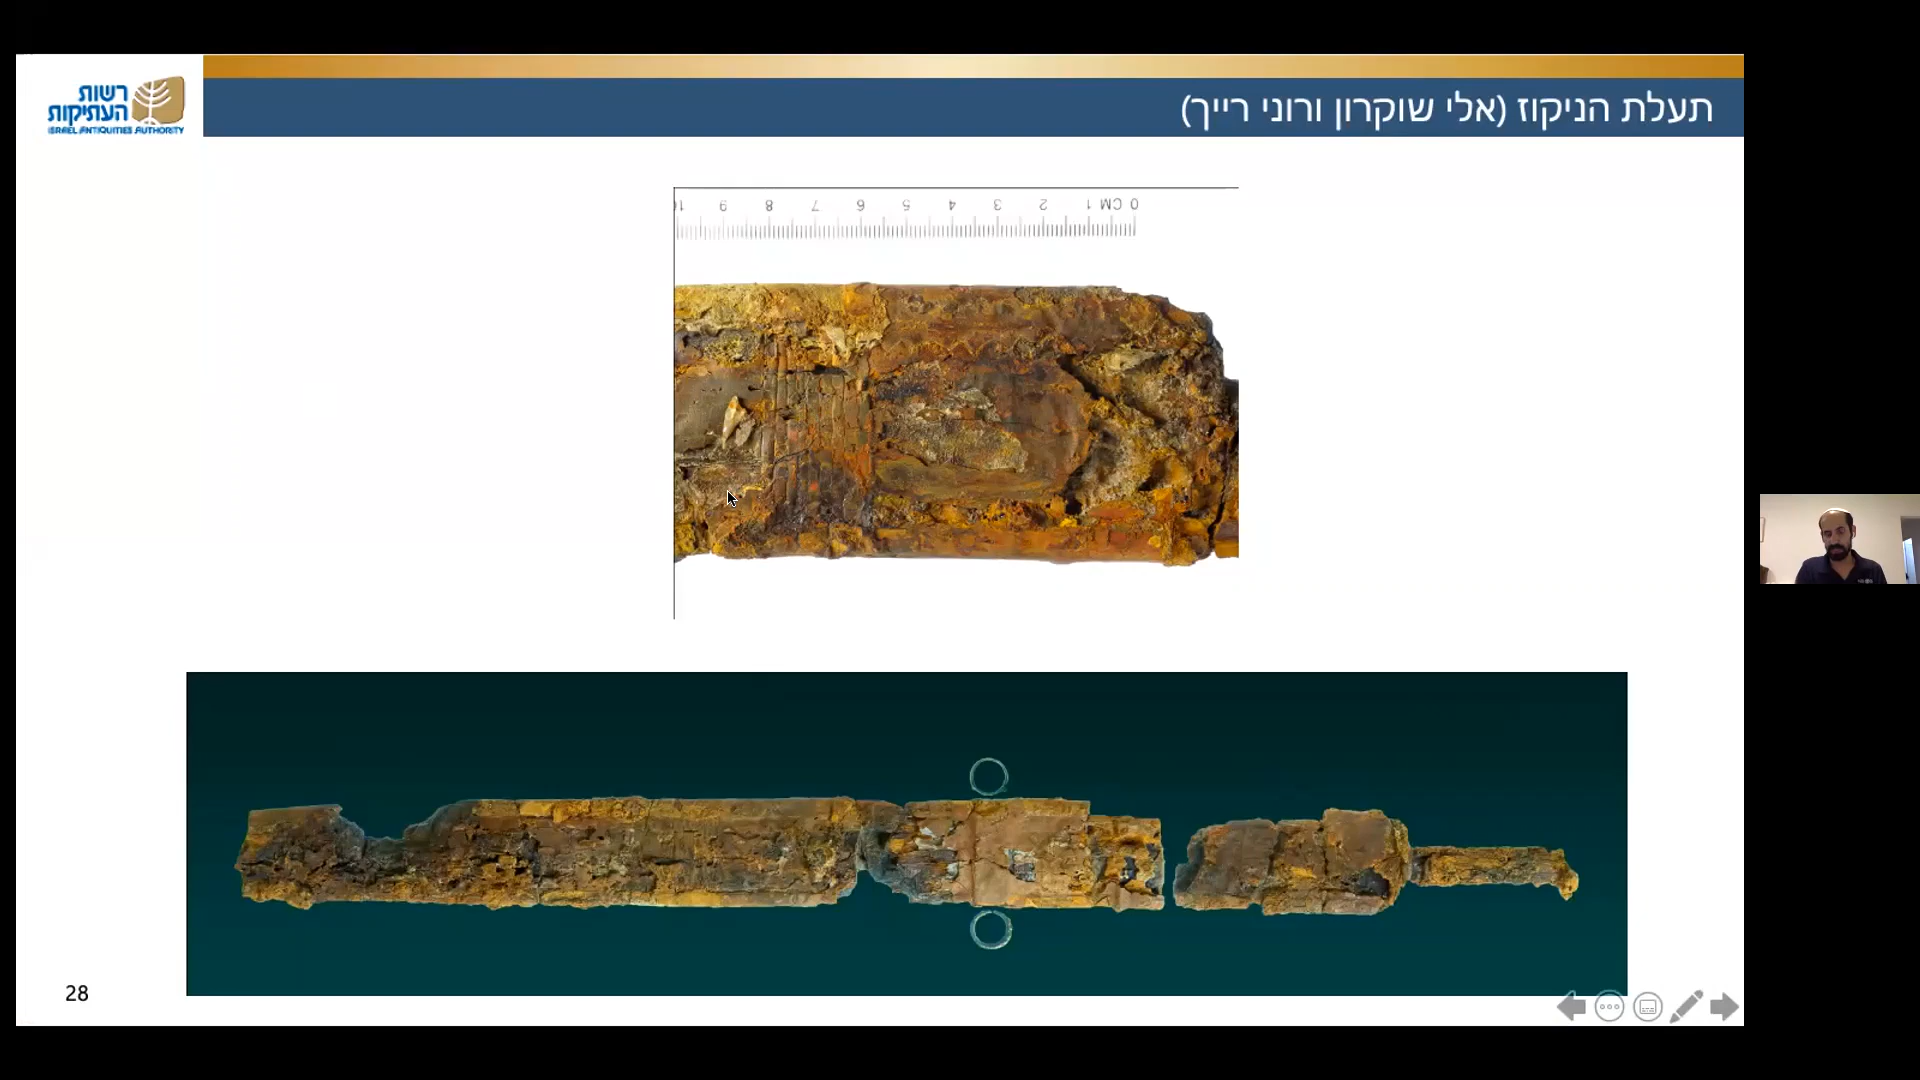 רשות
העתיקות
ISRAEL ANTIQUITIES AUTHORITY
תעלת הניקוז (אלי שוקרון ורוני רייך)
0 CM 1 2 3 4 5 6 7 8 9 1
28